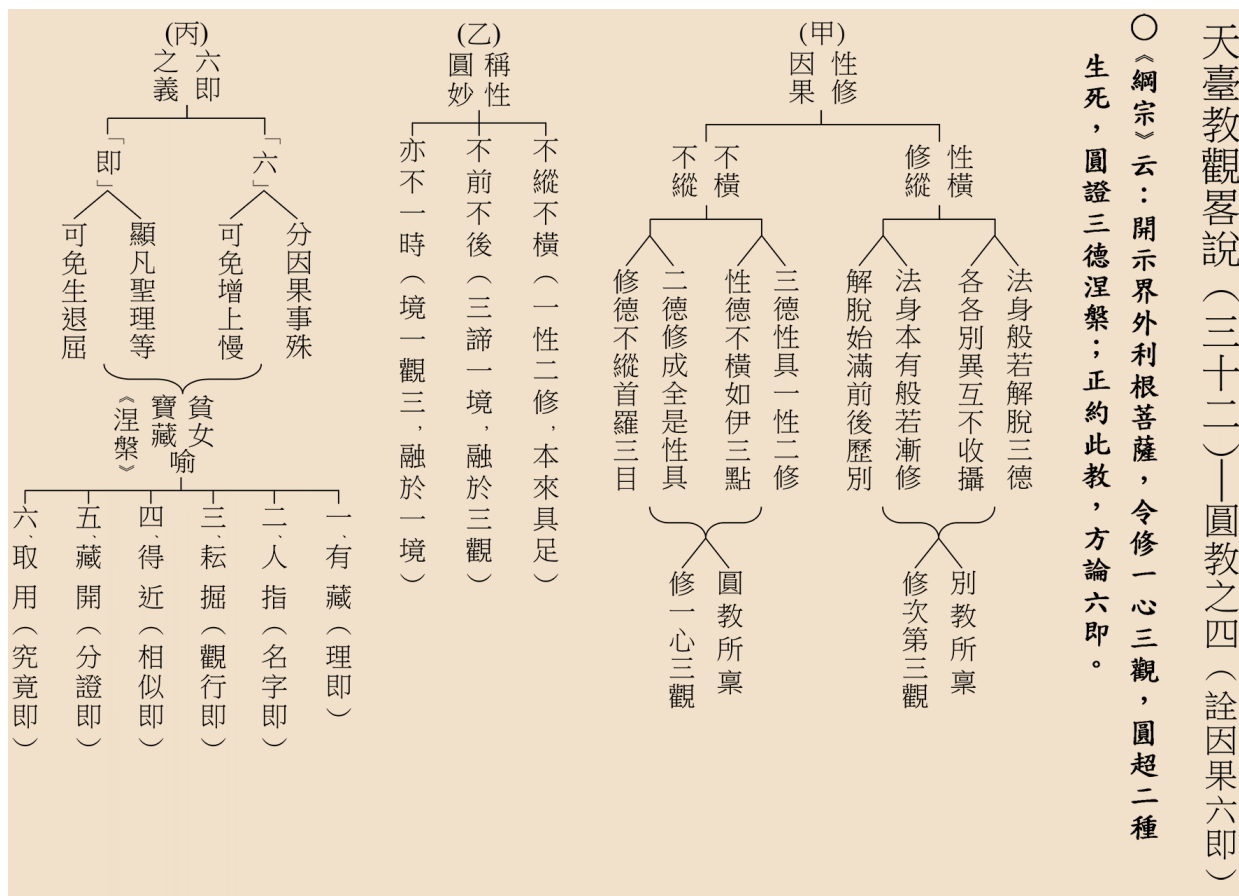 天臺教觀畧說（三十二）—圓教之四（詮因果六即）
○《綱宗》云：開示界外利根菩薩，令修一心三觀，圓超二種
生死，圓證三德涅槃；正約此教，方論六即。
(甲)
性修
因果
性橫
修縱
法身般若解脫三德
各各別異互不收攝
法身本有般若漸修
解脫始滿前後歷別
別教所稟
修次第三觀
不橫
不縱
三德性具一性二修
性德不橫如伊三點
二德修成全是性具
修德不縱首羅三目
圓教所稟
修一心三觀
(乙)
稱性
圓妙
不縱不橫（一性二修，本來具足）
不前不後（三諦一境，融於三觀）
亦不一時（境一觀三，融於一境）
(丙)
六即
之義
「六」
分因果事殊
可免增上慢
「即」
顯凡聖理等
可免生退屈
貧女
寶藏
喻
《涅槃》
一、有藏（理即）
二、人指（名字即）
三、耘掘（觀行即）
四、得近（相似即）
五、藏開（分證即）
六、取用（究竟即）